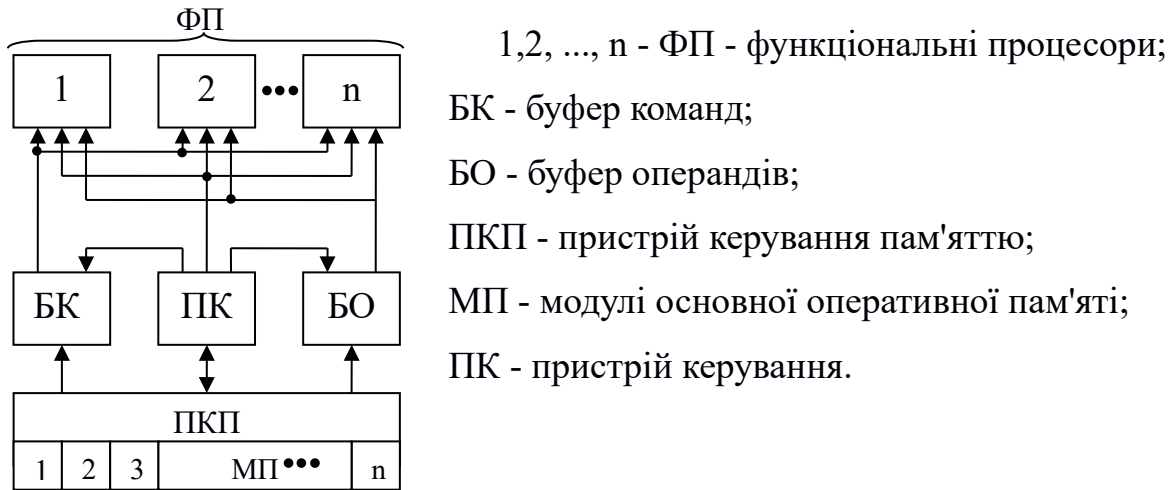 ФП
1 2 ••• n
БК ПК БО
ПКП
1 2 3 МП ••• n
1,2, ..., n - ФП - функціональні процесори;
БК - буфер команд;
БО - буфер операндів;
ПКП - пристрій керування пам'яттю;
МП - модулі основної оперативної пам'яті;
ПК - пристрій керування.